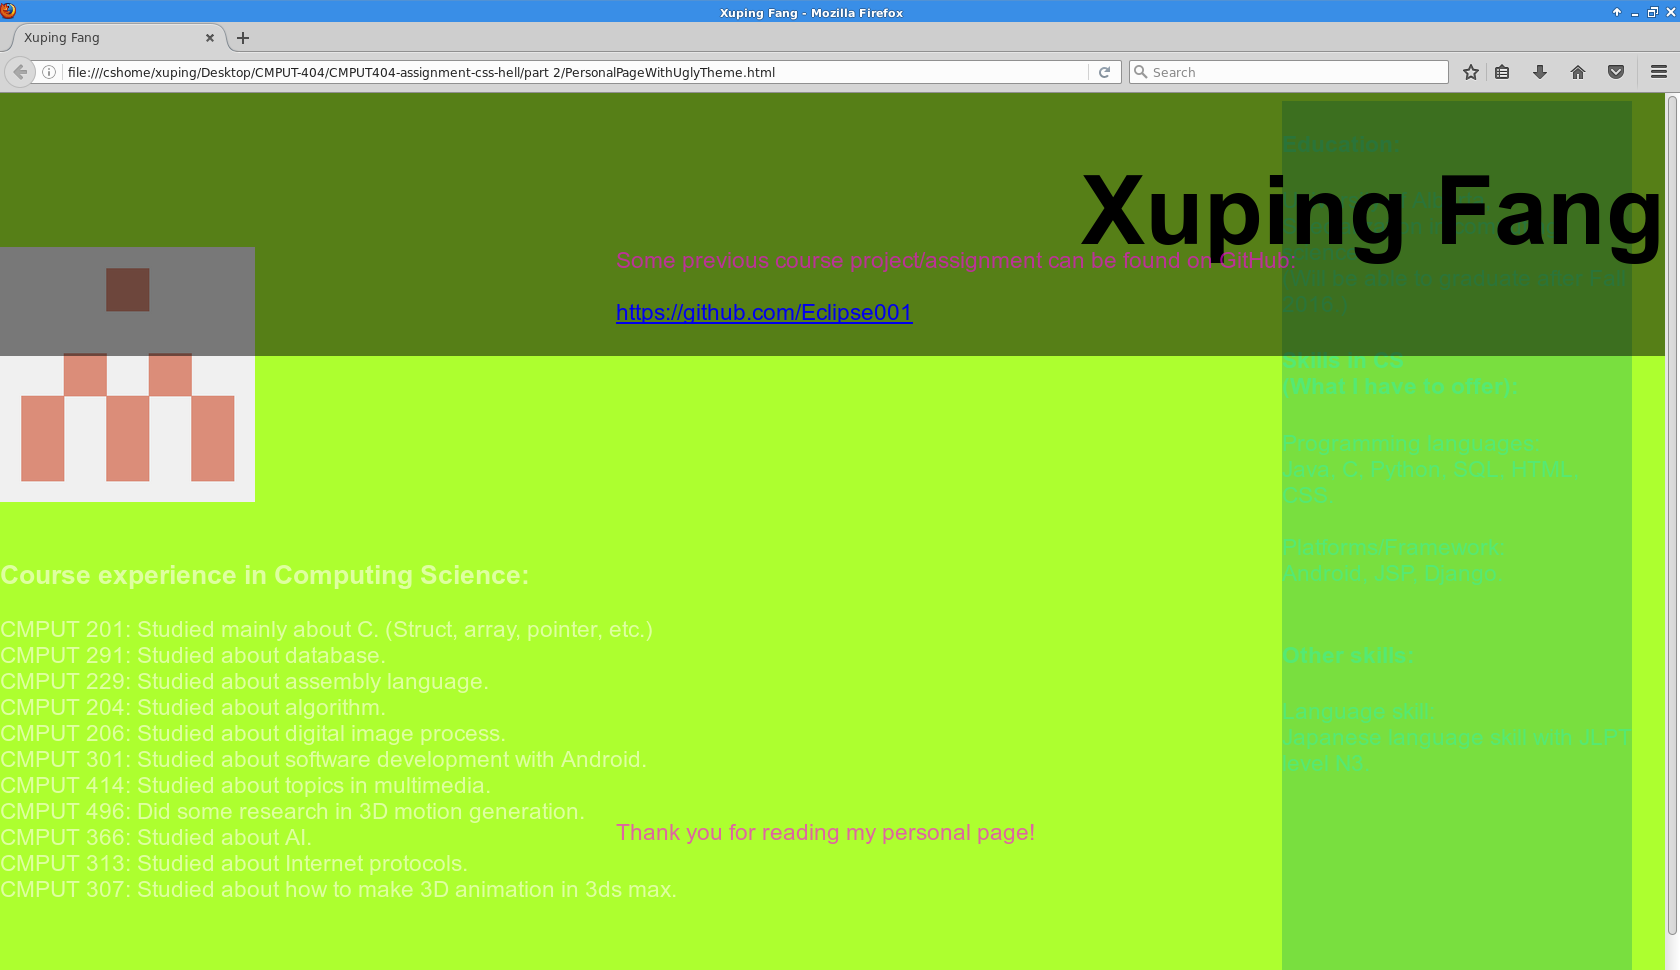 Xuping Fang - Mozilla Firefox
Xuping Fang
file:///cshome/xuping/Desktop/CMPUT-404/CMPUT404-assignment-css-hell/part 2/PersonalPageWithUglyTheme.html
Search
Xuping Fang
Some previous course project/assignment can be found on GitHub:
https://github.com/Eclipse001
Course experience in Computing Science:
CMPUT 201: Studied mainly about C. (Struct, array, pointer, etc.)
CMPUT 291: Studied about database.
CMPUT 229: Studied about assembly language.
CMPUT 204: Studied about algorithm.
CMPUT 206: Studied about digital image process.
CMPUT 301: Studied about software development with Android.
CMPUT 414: Studied about topics in multimedia.
CMPUT 496: Did some research in 3D motion generation.
CMPUT 366: Studied about AI.
CMPUT 313: Studied about Internet protocols.
CMPUT 307: Studied about how to make 3D animation in 3ds max.
Thank you for reading my personal page!
Education:
(Will be able to graduate after Fall
Skills in CS
(What I have to offer):
Programming languages:
Java, C, Python, SQL, HTML,
CSS.
Platforms/Framework:
Android, JSP, Django.
Other skills:
Language skill:
Japanese language skill with JLPT
level N1.